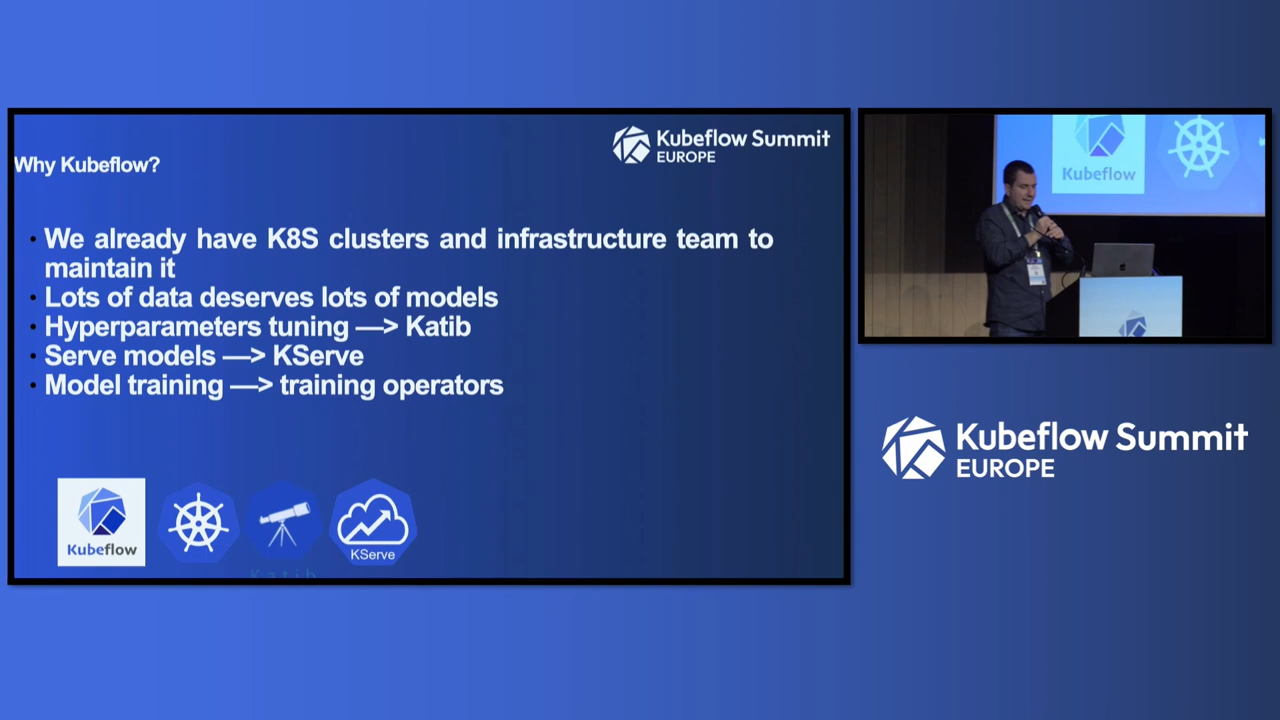 Kubeflow Summit
EUROPE
Why Kubeflow?
· We already have K8S clusters and infrastructure team to
maintain it
· Lots of data deserves lots of models
· Hyperparameters tuning —> Katib
· Serve models —> KServe
· Model training —> training operators
Kubeflow
KServe
Katib
Kubeflow
Kubeflow Summit
EUROPE